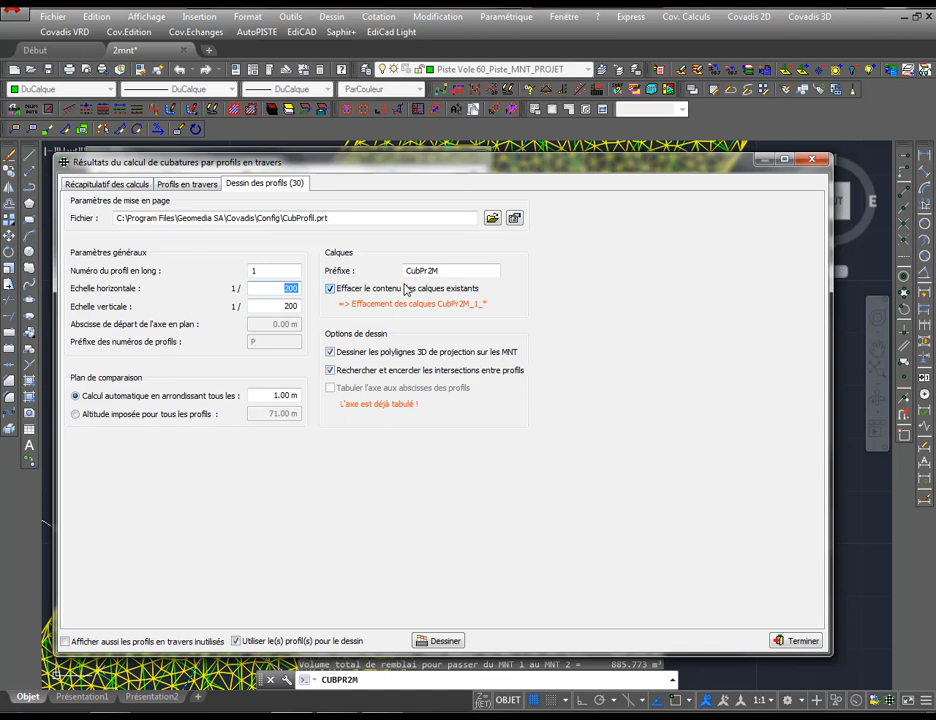 Fichier Edition Affichage Insertion Format Outils Dessin Cotation Modification Paramétrique Fenêtre ? Express Cov. Calculs Covadis 2D Covadis 3D
Covadis VRD Cov.Edition Cov.Echanges AutoPISTE EdiCAD Saphir+ EdiCad Light
Début 2mnt*
Piste Vole 60_Piste_MNT_PROJET
DuCalque DuCalque DuCalque ParCouleur
Résultats du calcul de cubatures par profils en travers
Récapitulatif des calculs Profils en travers Dessin des profils (30)
Paramètres de mise en page
Fichier : C:\Program Files\Geomedia SA\Covadis\Config\CubProfil.prt
Paramètres généraux
Numéro du profil en long : 1
Echelle horizontale : 1 / 200
Echelle verticale : 1 / 200
Abscisse de départ de l'axe en plan : 0.00 m
Préfixe des numéros de profils : P
Plan de comparaison
Calcul automatique en arrondissant tous les : 1.00 m
Altitude imposée pour tous les profils : 71.00 m
Calques
Préfixe : CubPr2M
Effacer le contenu des calques existants
=> Effacement des calques CubPr2M_1_*
Options de dessin
Dessiner les polylignes 3D de projection sur les MNT
Rechercher et encercler les intersections entre profils
Tabuler l'axe aux abscisses des profils
L'axe est déjà tabulé !
Afficher aussi les profils en travers inutilisés Utiliser le(s) profil(s) pour le dessin Dessiner Terminer
Volume total de remblai pour passer du MNT 1 au MNT 2 = 885.773 m³
CUBPR2M
Objet Présentation1 Présentation2 +
OBJET 1:1